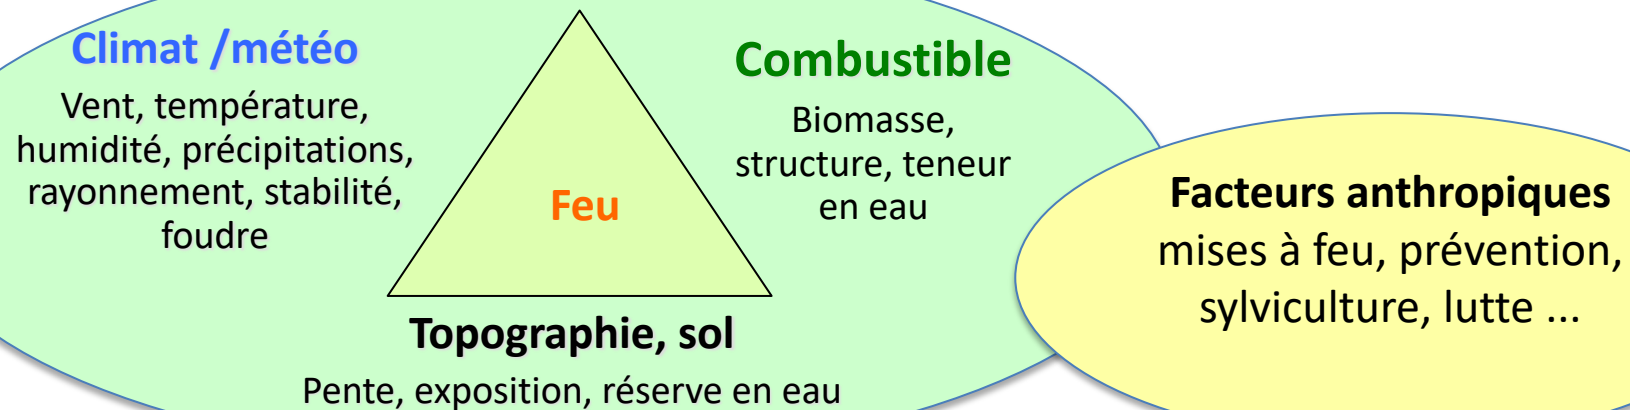 Climat /météo
Vent, température,
humidité, précipitations,
rayonnement, stabilité,
foudre
Feu
Combustible
Biomasse,
structure, teneur
en eau
Topographie, sol
Pente, exposition, réserve en eau
Facteurs anthropiques
mises à feu, prévention,
sylviculture, lutte ...